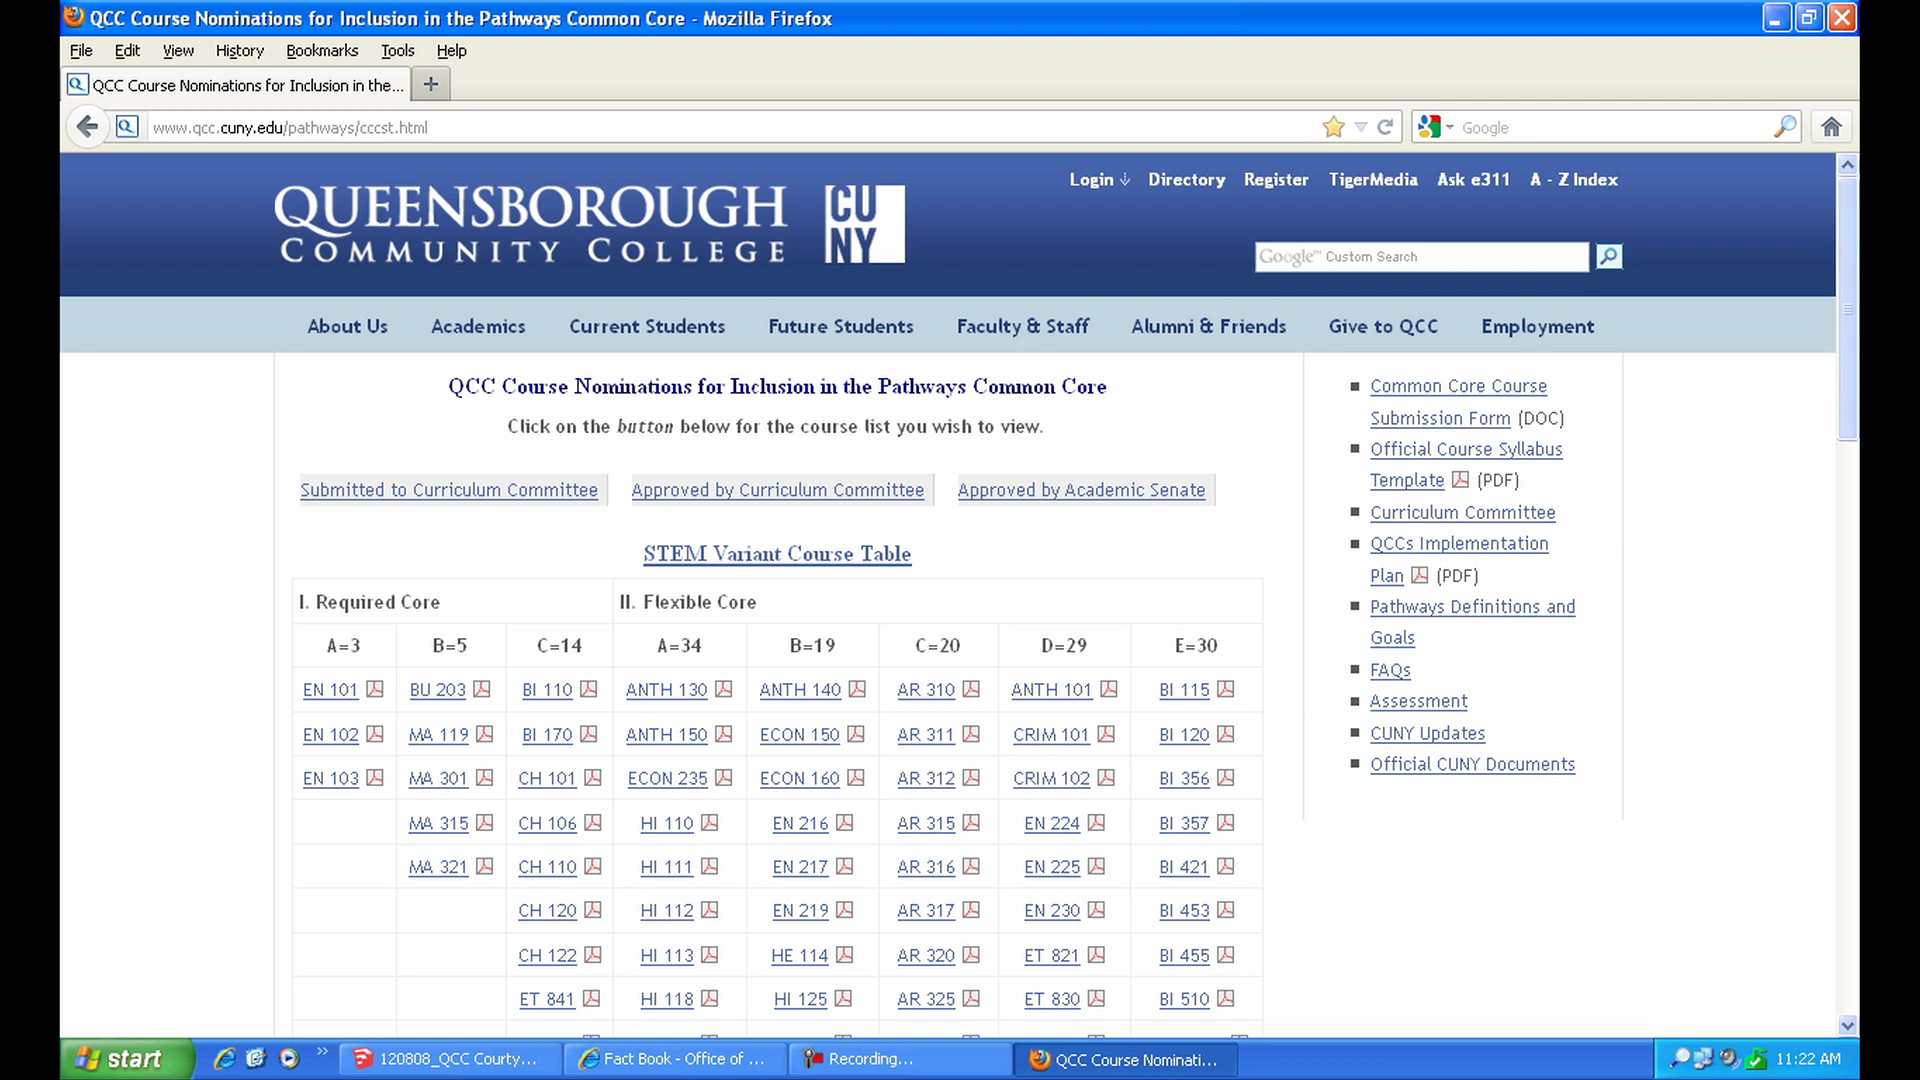 QCC Course Nominations for Inclusion in the Pathways Common Core - Mozilla Firefox
File Edit View History Bookmarks Tools Help
QCC Course Nominations for Inclusion in the...
www.qcc.cuny.edu/pathways/cccst.html
Google
QUEENSBOROUGH
COMMUNITY COLLEGE
CU
NY
Login Directory Register TigerMedia Ask e311 A - Z Index
Google™ Custom Search
About Us Academics Current Students Future Students Faculty & Staff Alumni & Friends Give to QCC Employment
QCC Course Nominations for Inclusion in the Pathways Common Core
Click on the button below for the course list you wish to view.
Submitted to Curriculum Committee Approved by Curriculum Committee Approved by Academic Senate
STEM Variant Course Table
I. Required Core II. Flexible Core
A=3 B=5 C=14 A=34 B=19 C=20 D=29 E=30
EN 101 BU 203 BI 110 ANTH 130 ANTH 140 AR 310 ANTH 101 BI 115
EN 102 MA 119 BI 170 ANTH 150 ECON 150 AR 311 CRIM 101 BI 120
EN 103 MA 301 CH 101 ECON 235 ECON 160 AR 312 CRIM 102 BI 356
MA 315 CH 106 HI 110 EN 216 AR 315 EN 224 BI 357
MA 321 CH 110 HI 111 EN 217 AR 316 EN 225 BI 421
CH 120 HI 112 EN 219 AR 317 EN 230 BI 453
CH 122 HI 113 HE 114 AR 320 ET 821 BI 455
ET 841 HI 118 HI 125 AR 325 ET 830 BI 510
Common Core Course
Submission Form (DOC)
Official Course Syllabus
Template (PDF)
Curriculum Committee
QCCs Implementation
Plan (PDF)
Pathways Definitions and
Goals
FAQs
Assessment
CUNY Updates
Official CUNY Documents
start
120808_QCC Courty...
Fact Book - Office of ...
Recording...
QCC Course Nominati...
11:22 AM